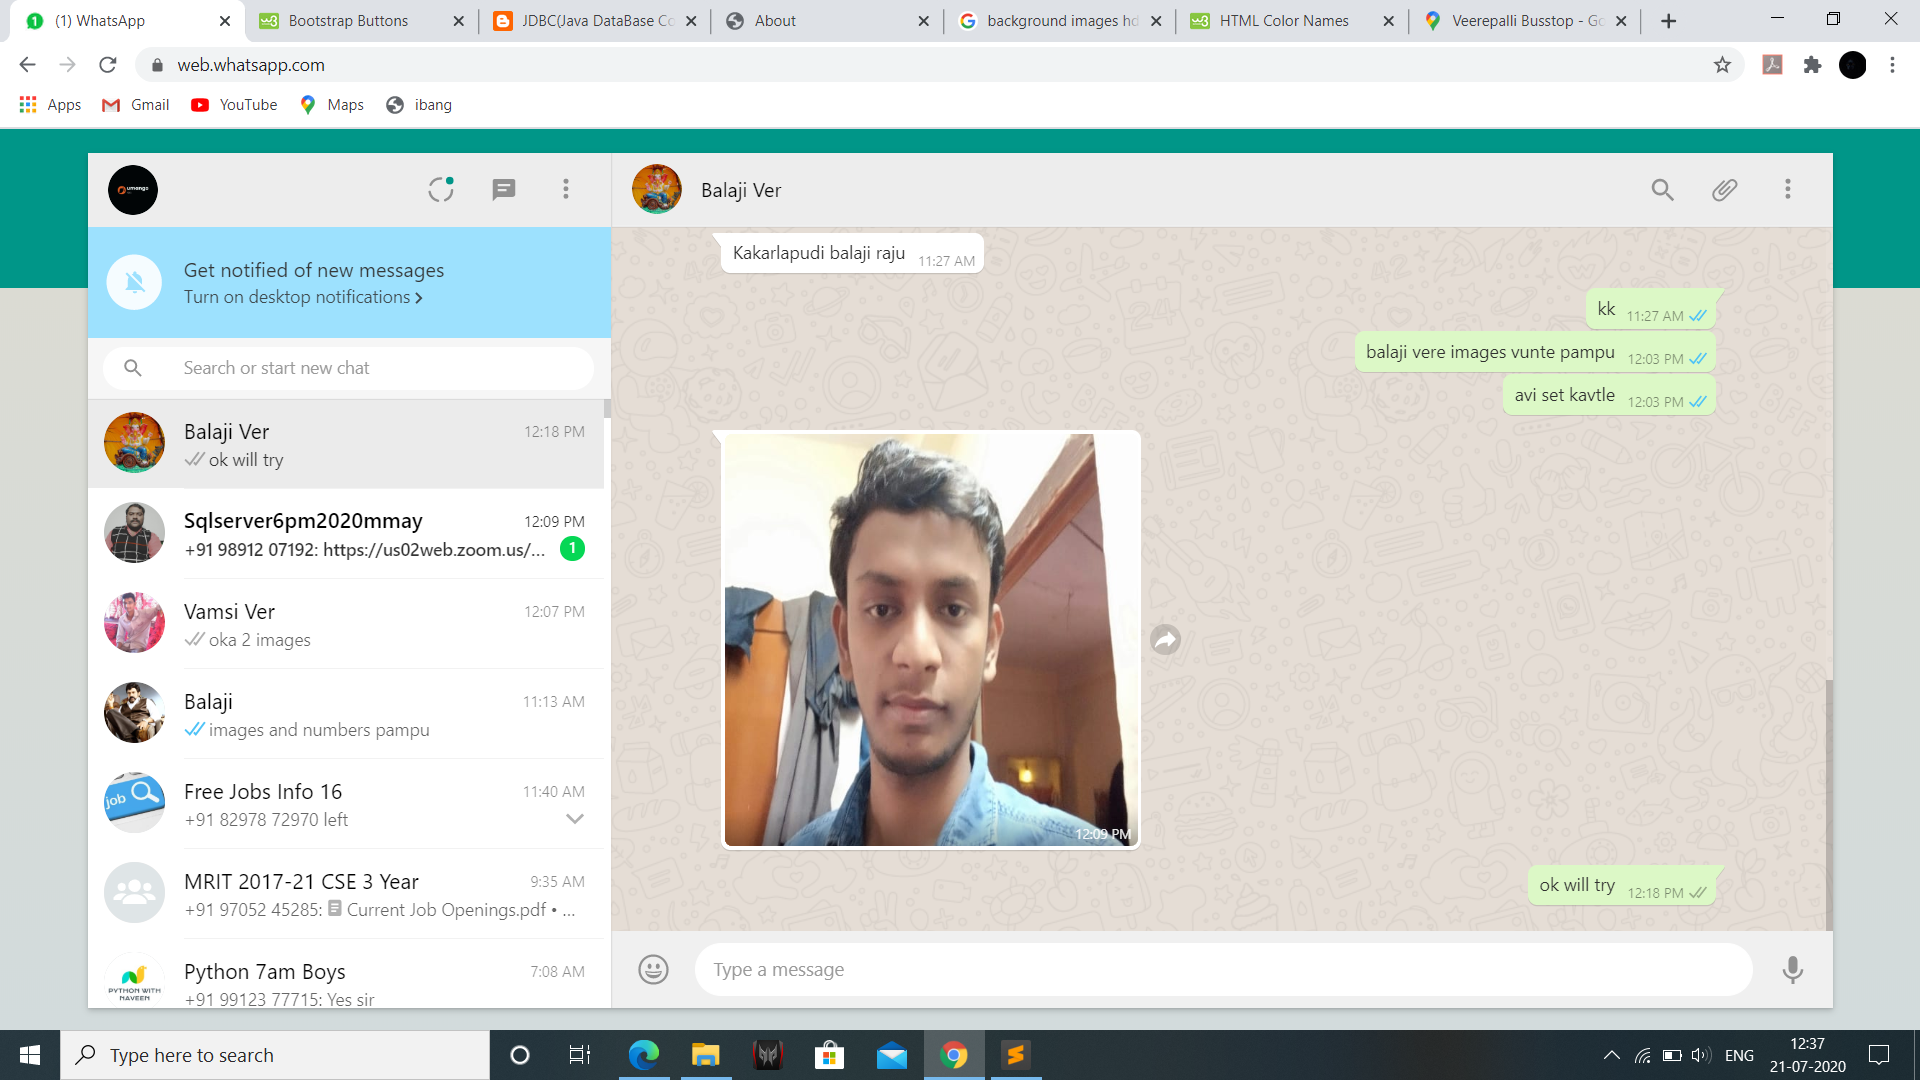 (1) WhatsApp
Bootstrap Buttons
JDBC(Java DataBase Co
About
background images hd
HTML Color Names
Veerepalli Busstop - Go
web.whatsapp.com
Apps
Gmail
YouTube
Maps
ibang
umango
Balaji Ver
Get notified of new messages
Turn on desktop notifications
Search or start new chat
Balaji Ver 12:18 PM
ok will try
Sqlserver6pm2020mmay 12:09 PM
+91 98912 07192: https://us02web.zoom.us/... 1
Vamsi Ver 12:07 PM
oka 2 images
Balaji 11:13 AM
images and numbers pampu
job
Free Jobs Info 16 11:40 AM
+91 82978 72970 left
MRIT 2017-21 CSE 3 Year 9:35 AM
+91 97052 45285: Current Job Openings.pdf • ...
Python 7am Boys 7:08 AM
+91 99123 77715: Yes sir
PYTHON WITH
NAVEEN
Kakarlapudi balaji raju 11:27 AM
kk 11:27 AM
balaji vere images vunte pampu 12:03 PM
avi set kavtle 12:03 PM
12:09 PM
ok will try 12:18 PM
Type a message
Type here to search
ENG
12:37
21-07-2020